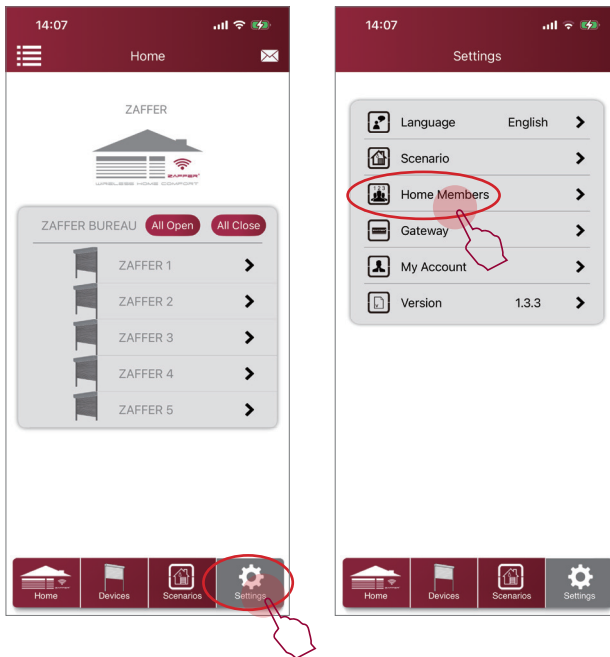 14:07
Home
ZAFFER
ZAFFER
WIRELESS HOME COMFORT
ZAFFER BUREAU All Open All Close
ZAFFER 1
ZAFFER 2
ZAFFER 3
ZAFFER 4
ZAFFER 5
Home Devices Scenarios Settings
14:07
Settings
Language English
Scenario
123
Home Members
Gateway
My Account
Version 1.3.3
Home Devices Scenarios Settings